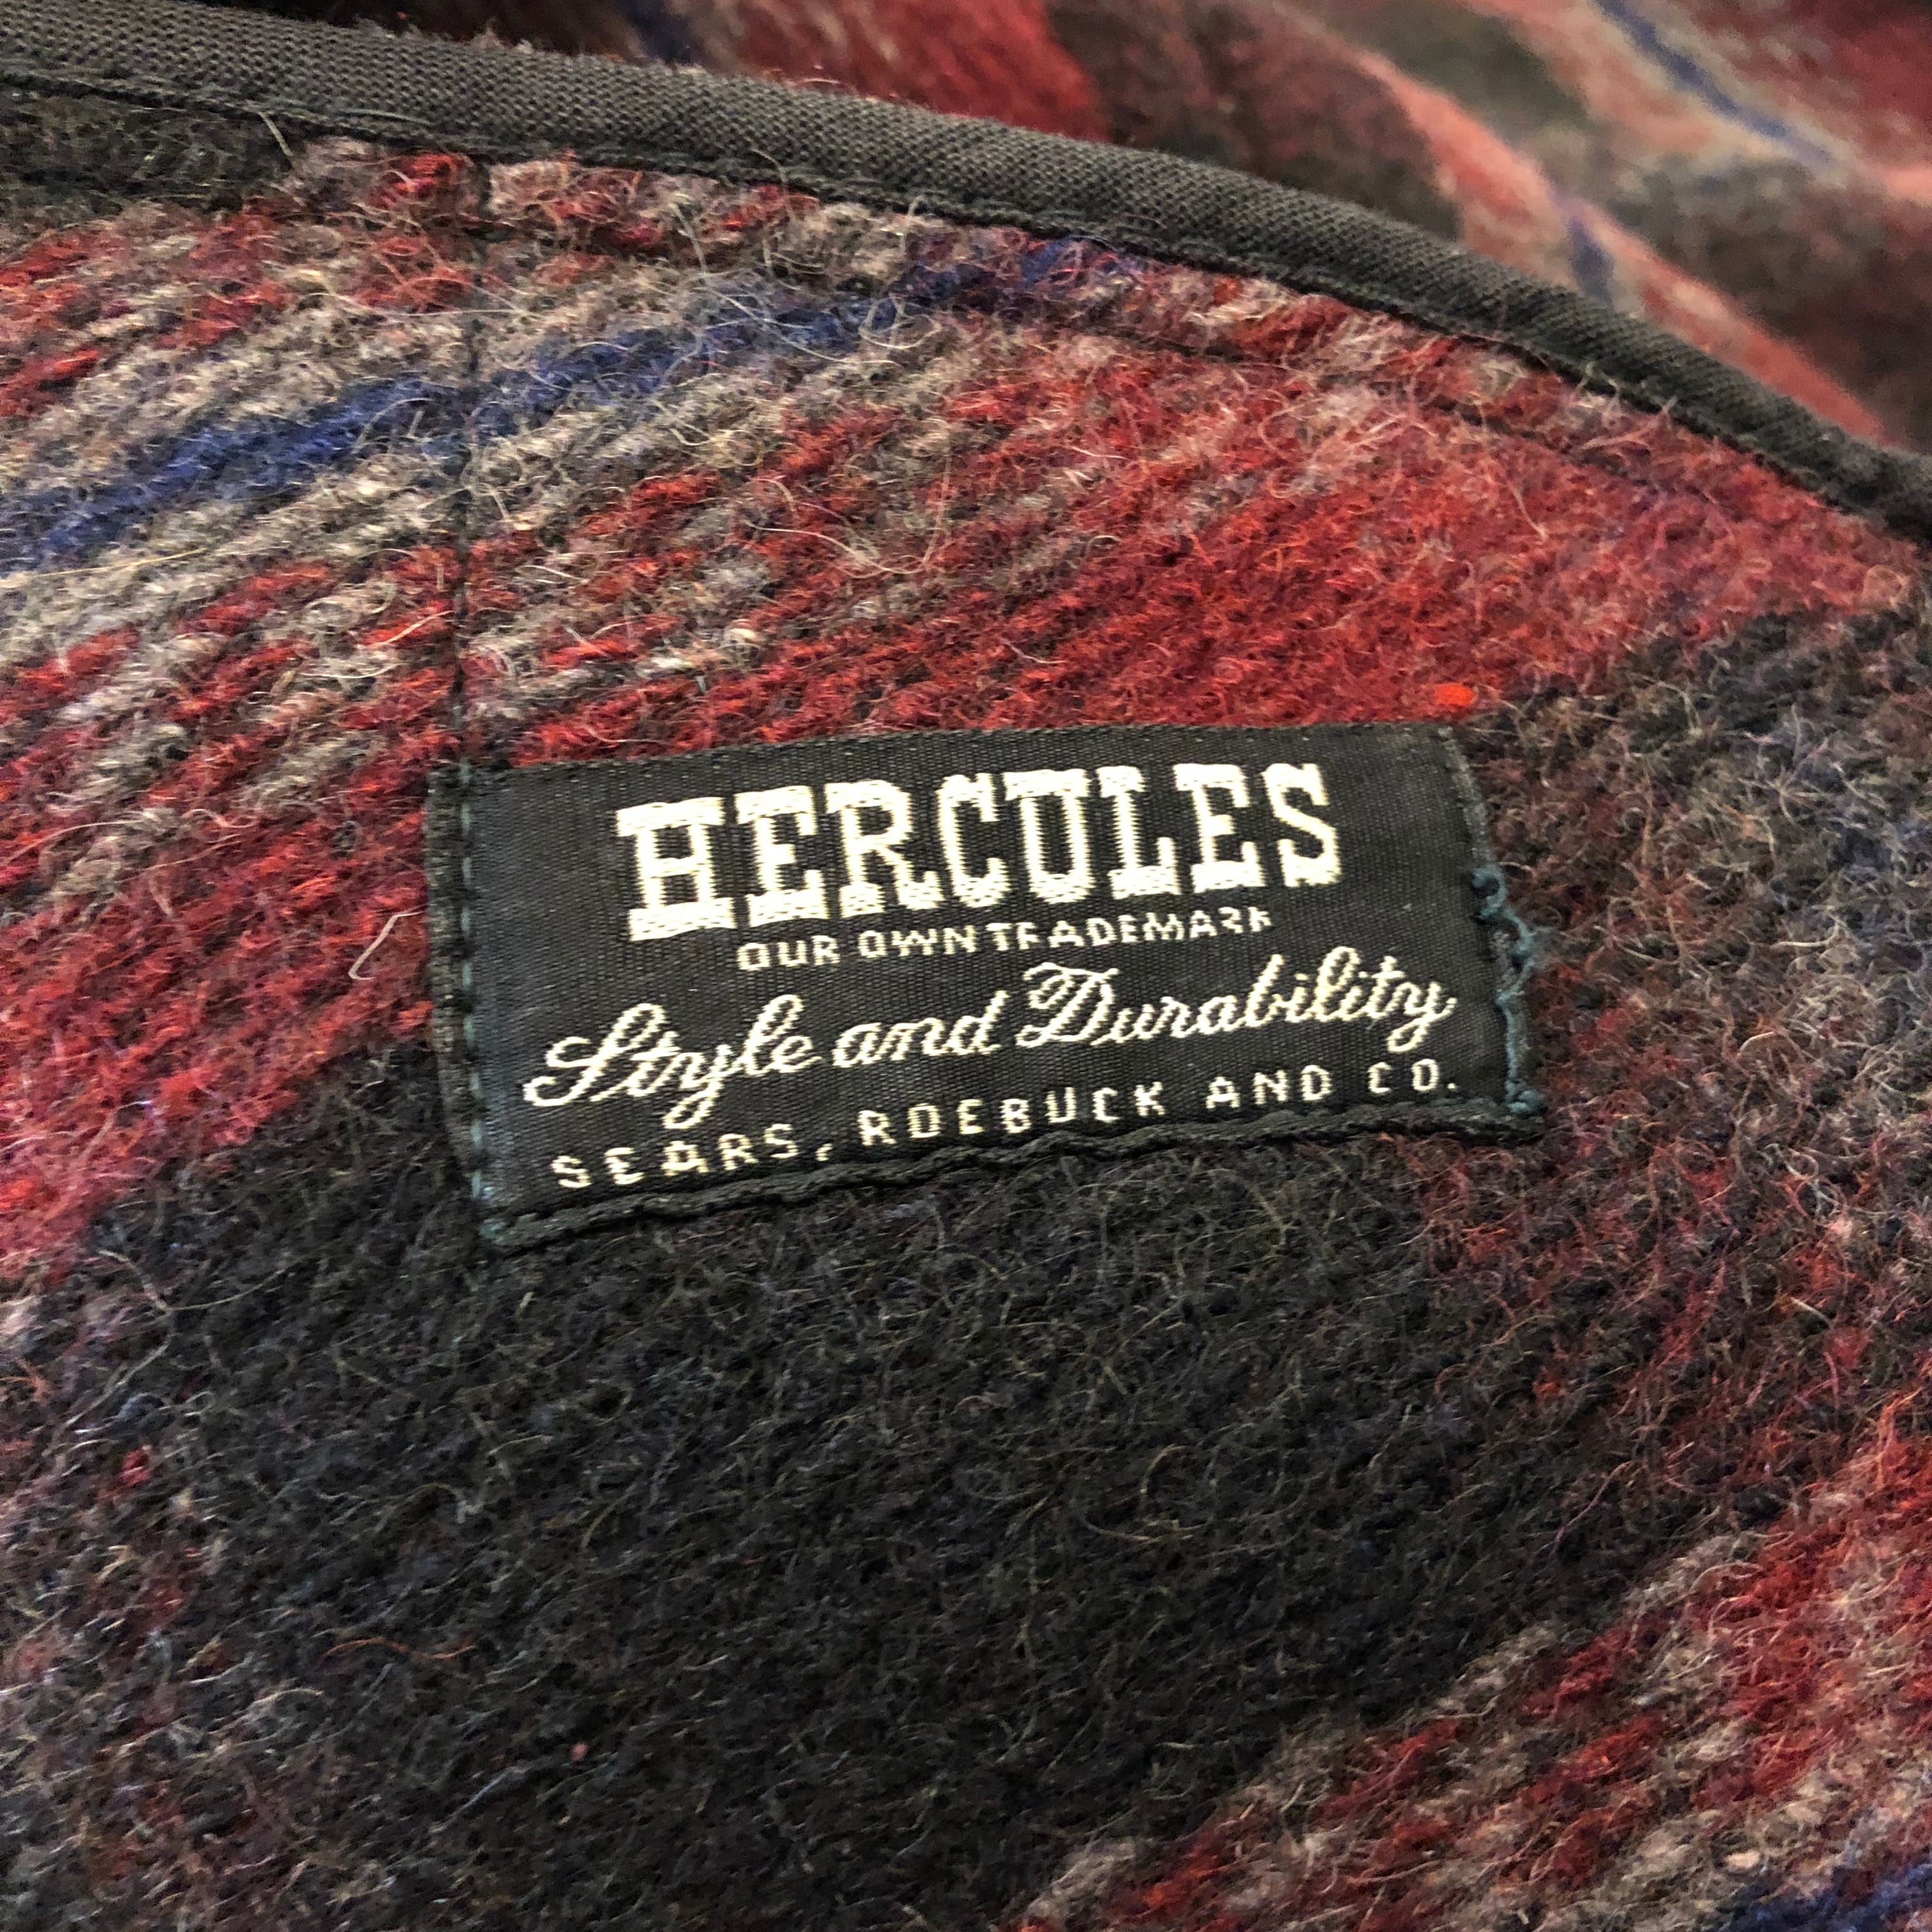 HERCULES
OUR OWN TRADEMARK
Style and Durability
SEARS, ROEBUCK AND CO.